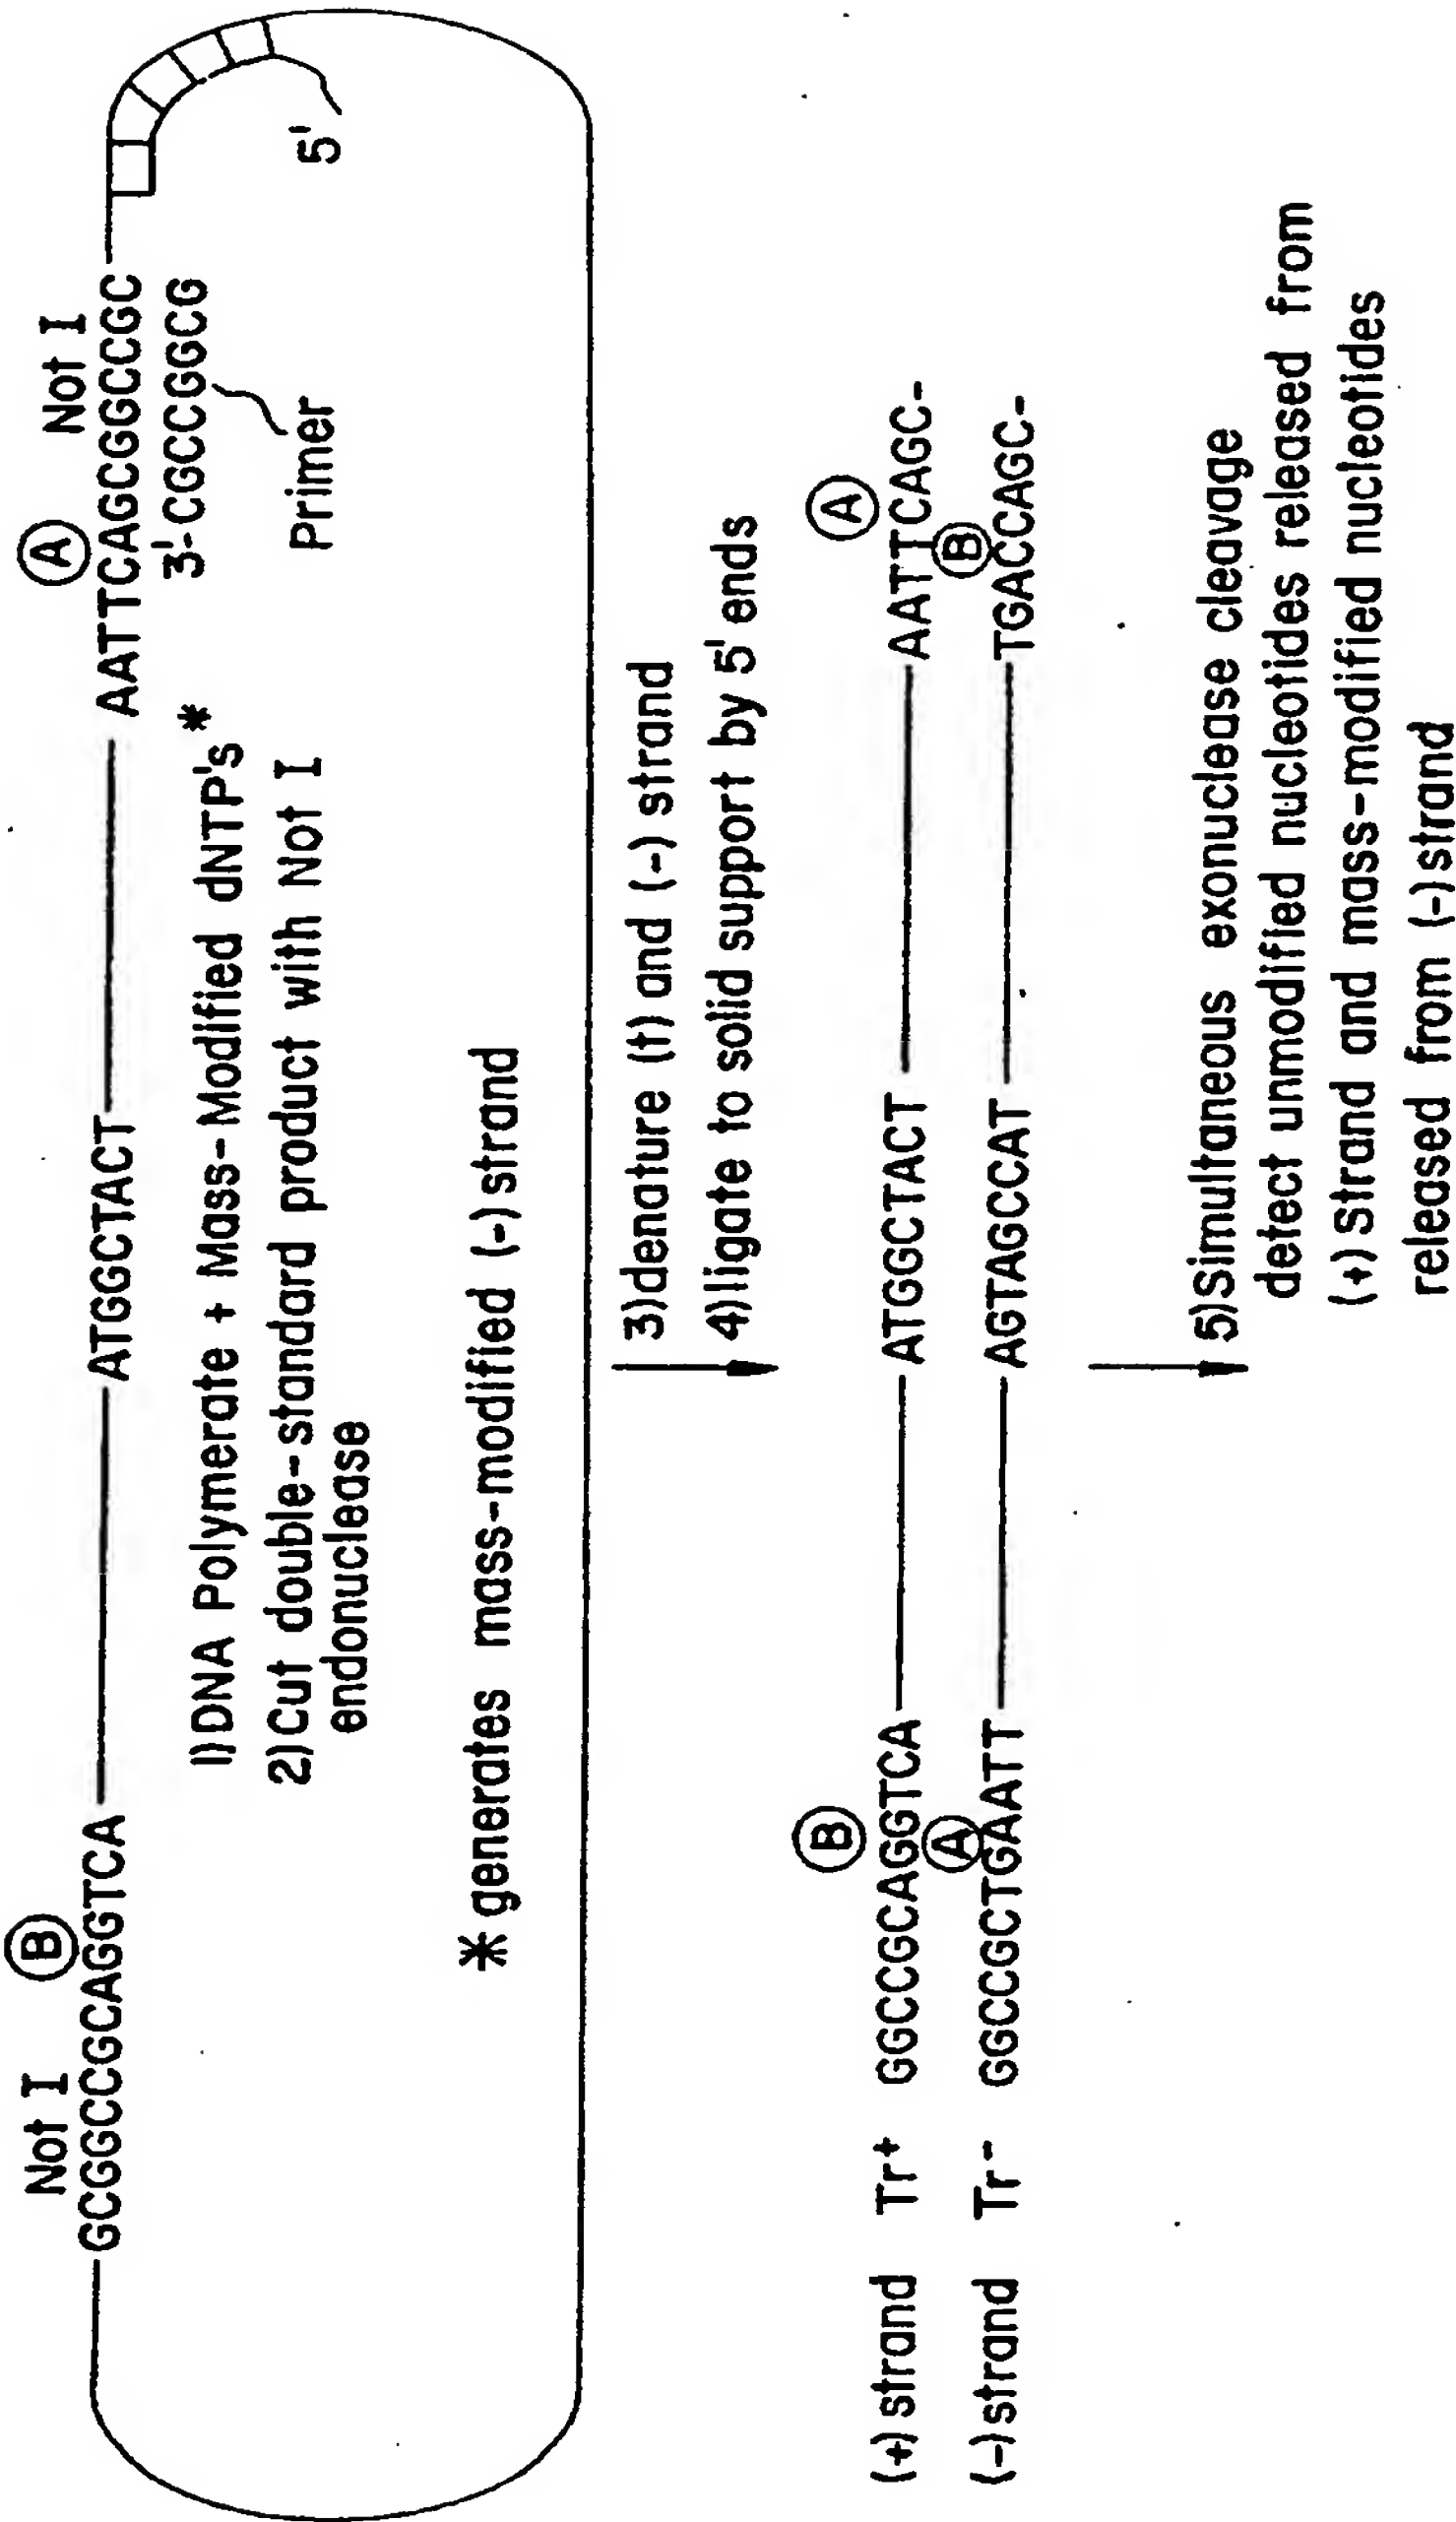 Not I Ⓑ Ⓐ Not I
GCGGCCGCAGGTCA ATGGCTACT AATTCAGCGGCCGC
3'-CGCCGGCG
Primer
5'
1)DNA Polymerate + Mass-Modified dNTP's*
2)Cut double-standard product with Not I
endonuclease
* generates mass-modified (-) strand
3)denature (t) and (-) strand
4)ligate to solid support by 5' ends
Ⓑ Ⓐ
(+) strand Tr+ GGCCGCAGGTCA ATGGCTACT AATTCAGC-
Ⓐ Ⓑ
(-) strand Tr- GGCCGCTGAATT AGTAGCCAT TGACCAGC-
5)Simultaneous exonuclease cleavage
detect unmodified nucleotides released from
(+) Strand and mass-modified nucleotides
released from (-) strand